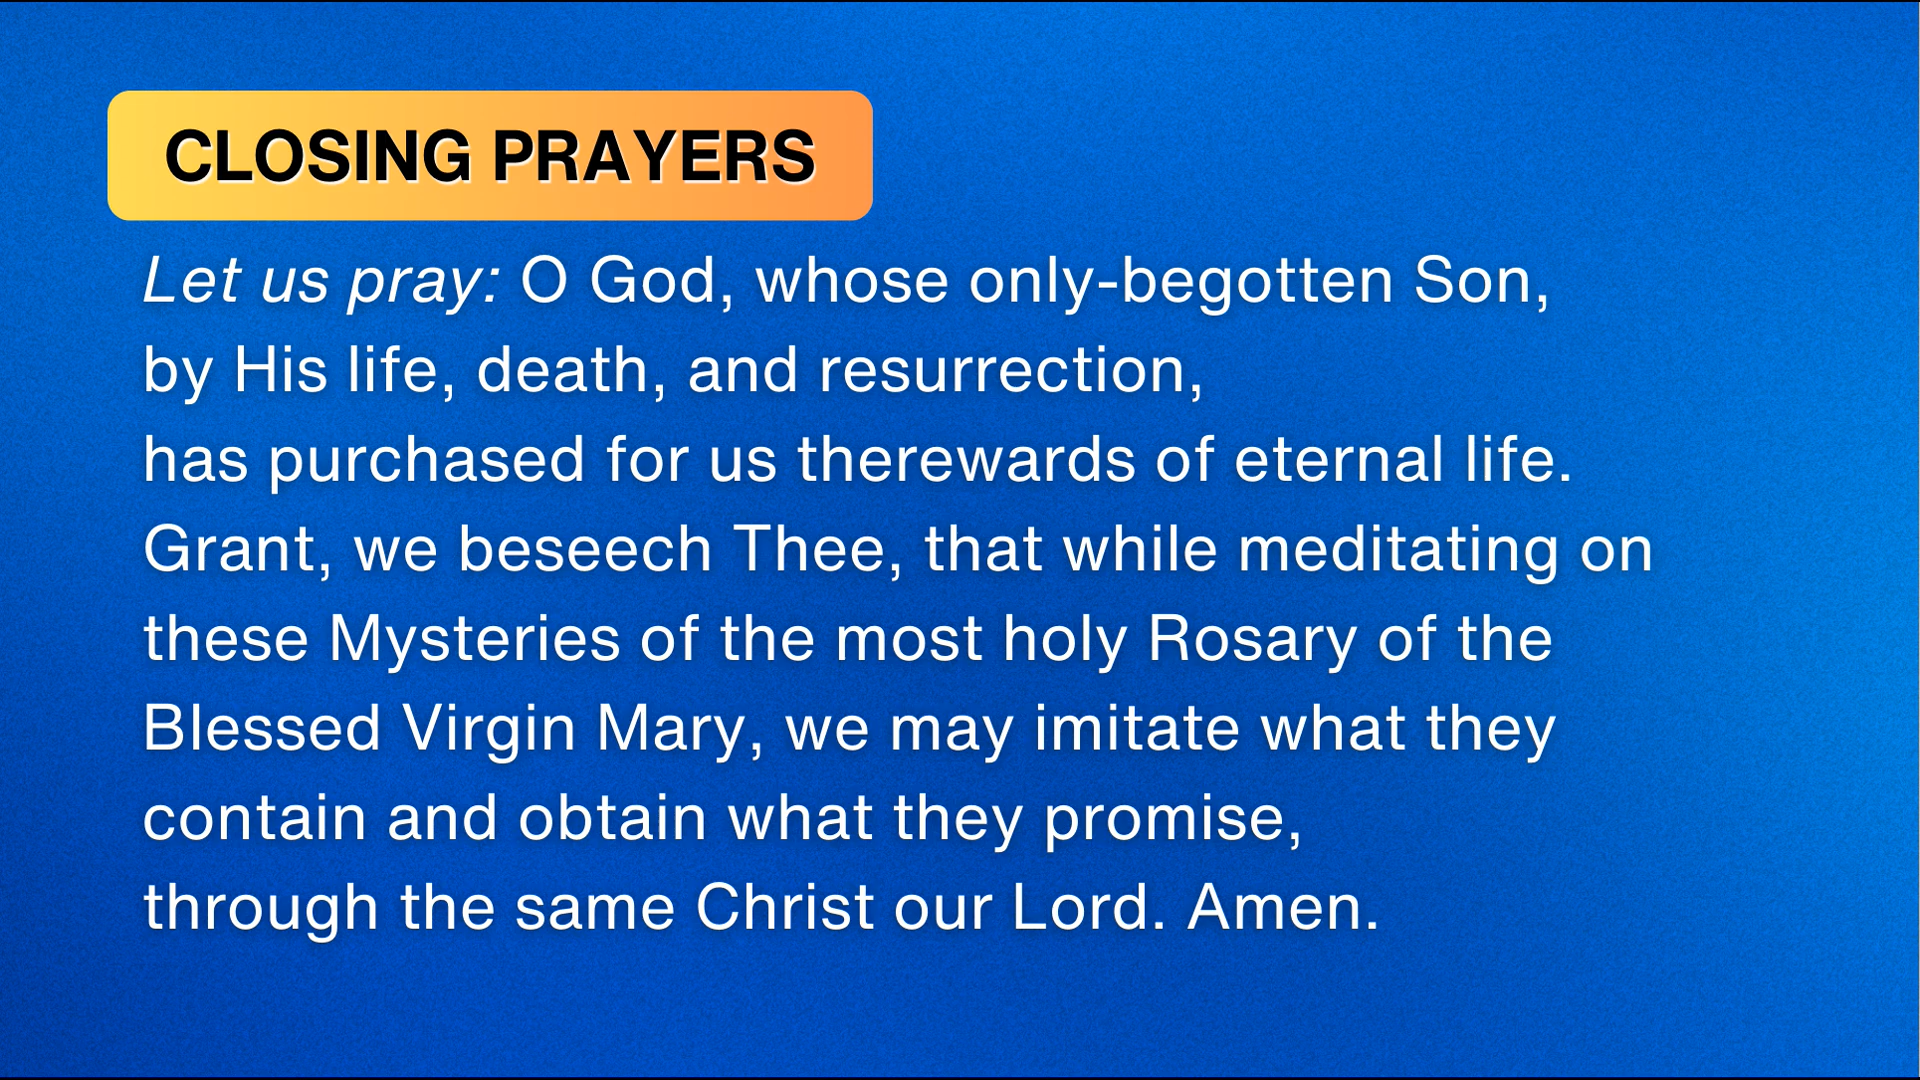 CLOSING PRAYERS
Let us pray: O God, whose only-begotten Son,
by His life, death, and resurrection,
has purchased for us therewards of eternal life.
Grant, we beseech Thee, that while meditating on
these Mysteries of the most holy Rosary of the
Blessed Virgin Mary, we may imitate what they
contain and obtain what they promise,
through the same Christ our Lord. Amen.